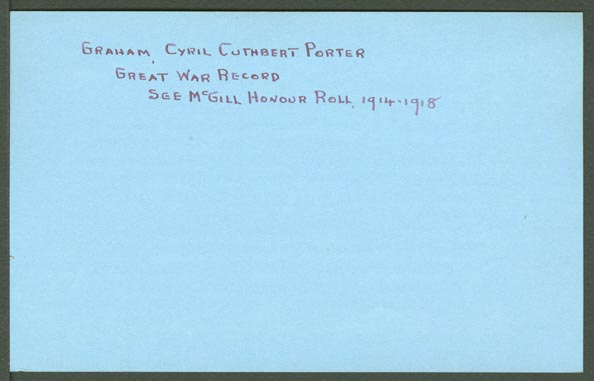 GRAHAM, CYRIL CUTHBERT PORTER
GREAT WAR RECORD
SEE McGILL HONOUR ROLL, 1914-1918